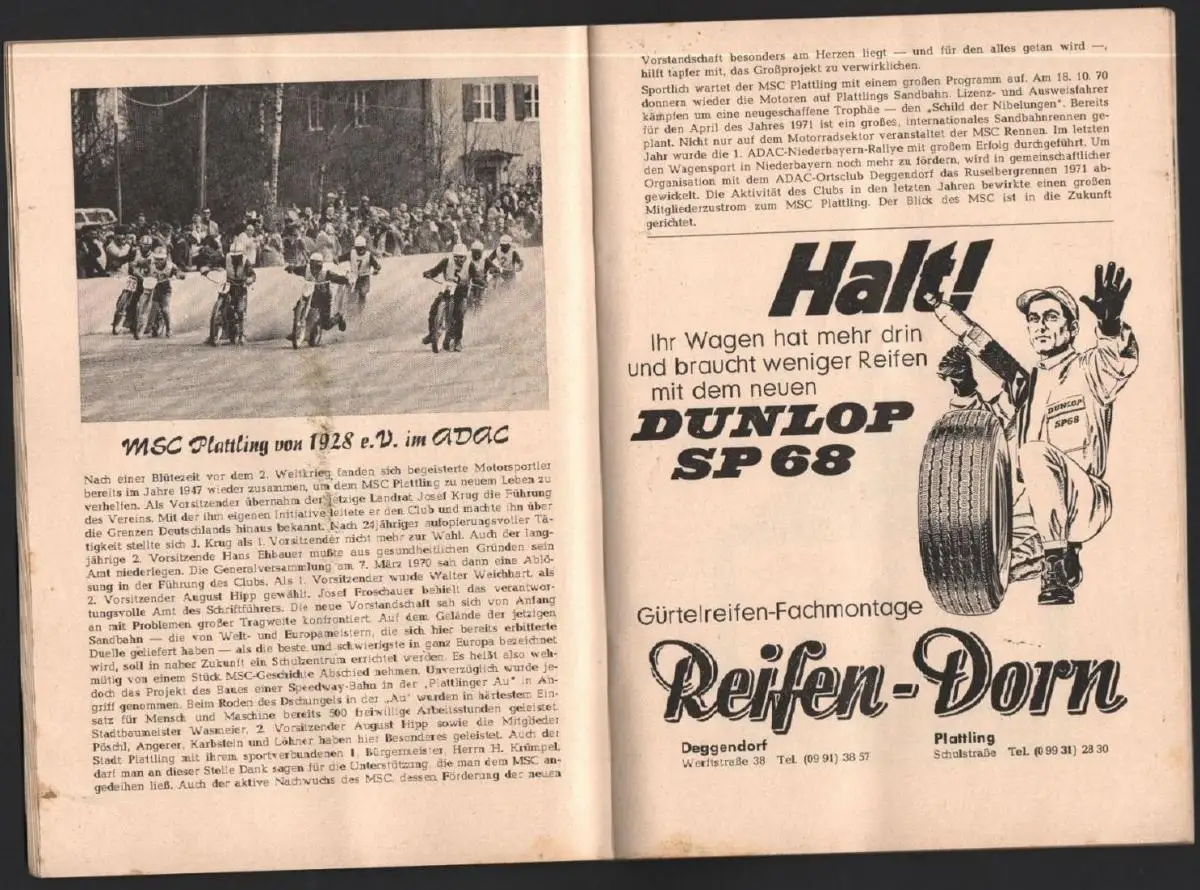 MSC Plattling von 1928 e.V. im ADAC
Nach einer Blütezeit vor dem 2. Weltkrieg fanden sich begeisterte Motorsportler
bereits im Jahre 1947 wieder zusammen, um dem MSC Plattling zu neuem Leben zu
verhelfen. Als Vorsitzender übernahm der jetzige Landrat Josef Krug die Führung
des Vereins. Mit der ihm eigenen Initiative leitete er den Club und machte ihn über
die Grenzen Deutschlands hinaus bekannt. Nach 24jähriger aufopferungsvoller Tä-
tigkeit stellte sich J. Krug als 1. Vorsitzender nicht mehr zur Wahl. Auch der lang-
jährige 2. Vorsitzende Hans Ehbauer mußte aus gesundheitlichen Gründen sein
Amt niederlegen. Die Generalversammlung am 7. März 1970 sah dann eine Ablö-
sung in der Führung des Clubs. Als 1. Vorsitzender wurde Walter Weichhart, als
2. Vorsitzender August Hipp gewählt. Josef Froschauer behielt das verantwor-
tungsvolle Amt des Schriftführers. Die neue Vorstandschaft sah sich von Anfang
an mit Problemen großer Tragweite konfrontiert. Auf dem Gelände der jetzigen
Sandbahn — die von Welt- und Europameistern, die sich hier bereits erbitterte
Duelle geliefert haben — als die beste und schwierigste in ganz Europa bezeichnet
wird, soll in naher Zukunft ein Schulzentrum errichtet werden. Es heißt also weh-
mütig von einem Stück MSC-Geschichte Abschied nehmen. Unverzüglich wurde je-
doch das Projekt des Baues einer Speedway-Bahn in der „Plattlinger Au" in An-
griff genommen. Beim Roden des Dschungels in der „Au" wurden in härtestem Ein-
satz für Mensch und Maschine bereits 500 freiwillige Arbeitsstunden geleistet.
Stadtbaumeister Wasmeier, 2. Vorsitzender August Hipp sowie die Mitglieder
Pöschl, Angerer, Karbstein und Löhner haben hier Besonderes geleistet. Auch der
Stadt Plattling mit ihrem sportverbundenen 1. Bürgermeister, Herrn H. Krümpel,
darf man an dieser Stelle Dank sagen für die Unterstützung, die man dem MSC an-
gedeihen ließ. Auch der aktive Nachwuchs des MSC, dessen Förderung der neuen
Vorstandschaft besonders am Herzen liegt — und für den alles getan wird —,
hilft tapfer mit, das Großprojekt zu verwirklichen.
Sportlich wartet der MSC Plattling mit einem großen Programm auf. Am 18. 10. 70
donnern wieder die Motoren auf Plattlings Sandbahn. Lizenz- und Ausweisfahrer
kämpfen um eine neugeschaffene Trophäe — den „Schild der Nibelungen". Bereits
für den April des Jahres 1971 ist ein großes, internationales Sandbahnrennen ge-
plant. Nicht nur auf dem Motorradsektor veranstaltet der MSC Rennen. Im letzten
Jahr wurde die 1. ADAC-Niederbayern-Rallye mit großem Erfolg durchgeführt. Um
den Wagensport in Niederbayern noch mehr zu fördern, wird in gemeinschaftlicher
Organisation mit dem ADAC-Ortsclub Deggendorf das Ruselbergrennen 1971 ab-
gewickelt. Die Aktivität des Clubs in den letzten Jahren bewirkte einen großen
Mitgliederzustrom zum MSC Plattling. Der Blick des MSC ist in die Zukunft
gerichtet.
Halt!
Ihr Wagen hat mehr drin
und braucht weniger Reifen
mit dem neuen
DUNLOP
SP 68
DUNLOP
SP68
Gürtelreifen-Fachmontage
Reifen-Dorn
Deggendorf
Werftstraße 38 Tel. (09 91) 38 57
Plattling
Schulstraße Tel. (0 99 31) 28 30